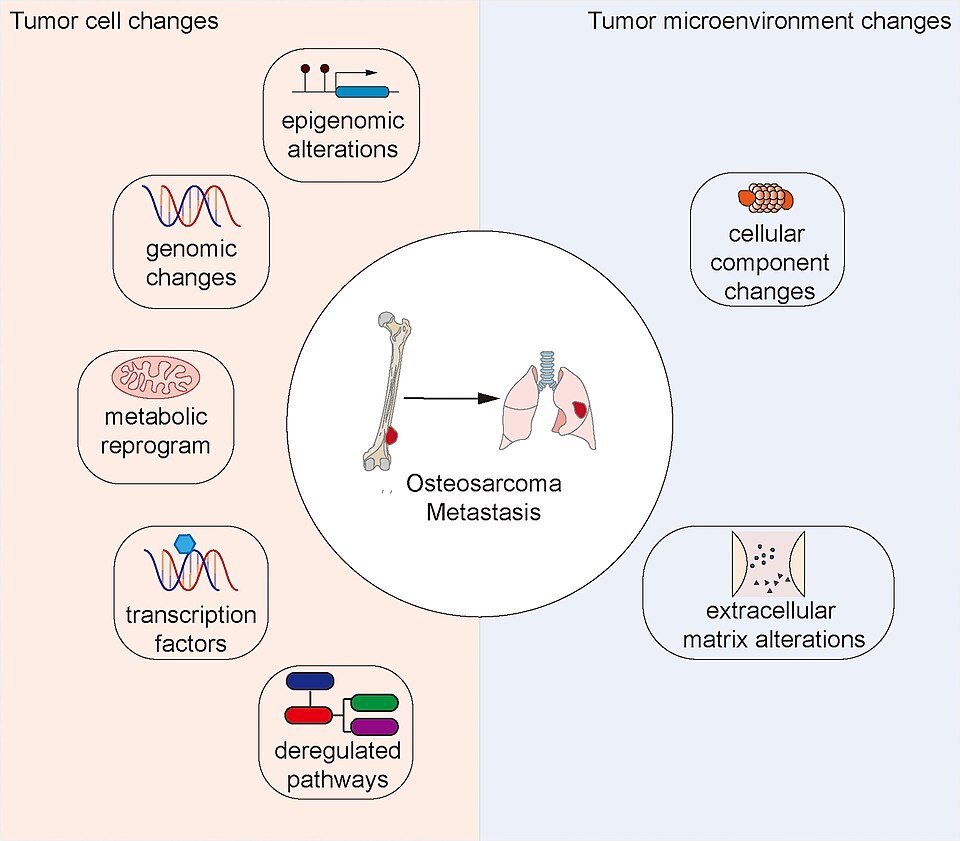 Tumor cell changes
Tumor microenvironment changes
epigenomic
alterations
genomic
changes
metabolic
reprogram
transcription
factors
deregulated
pathways
Osteosarcoma
Metastasis
cellular
component
changes
extracellular
matrix alterations